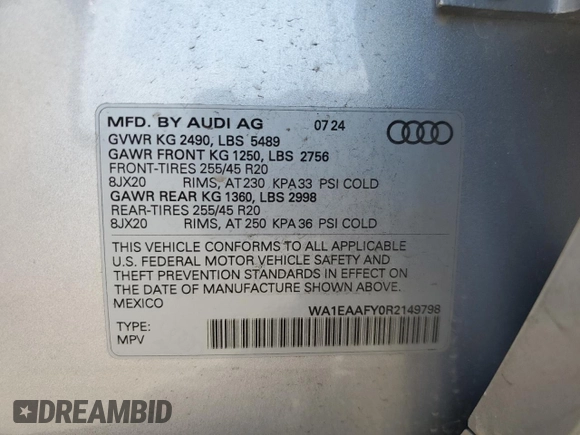 MFD. BY AUDI AG 07 24
GVWR KG 2490, LBS 5489
GAWR FRONT KG 1250, LBS 2756
FRONT-TIRES 255/45 R20
8JX20 RIMS, AT 230 KPA 33 PSI COLD
GAWR REAR KG 1360, LBS 2998
REAR-TIRES 255/45 R20
8JX20 RIMS, AT 250 KPA 36 PSI COLD
THIS VEHICLE CONFORMS TO ALL APPLICABLE
U.S. FEDERAL MOTOR VEHICLE SAFETY AND
THEFT PREVENTION STANDARDS IN EFFECT ON
THE DATE OF MANUFACTURE SHOWN ABOVE.
MEXICO
WA1EAAFY0R2149798
TYPE:
MPV
DREAMBID